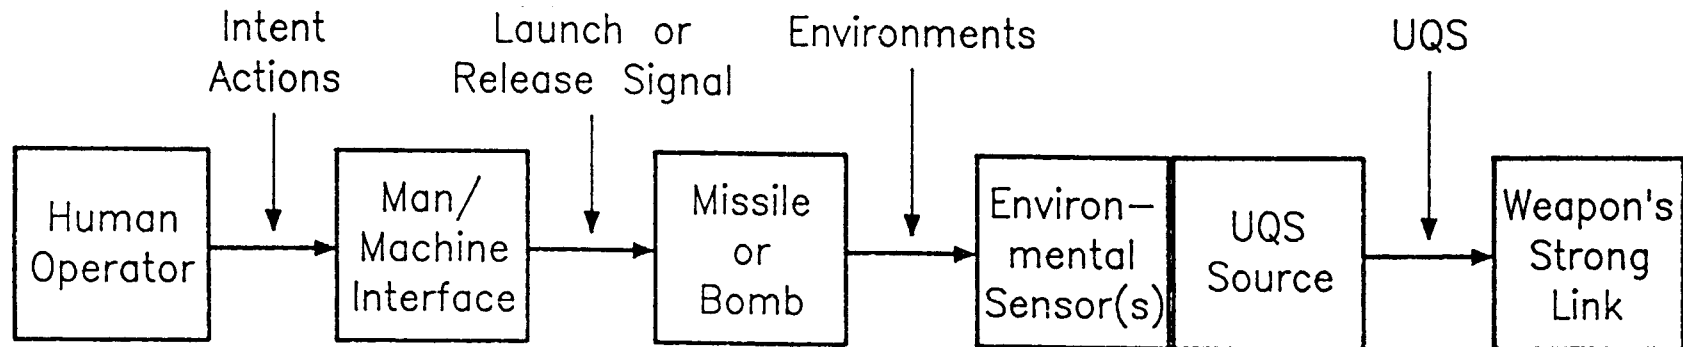 Intent
Actions
Launch or
Release Signal
Environments
UQS
Human
Operator
Man/
Machine
Interface
Missile
or
Bomb
Environ-
mental
Sensor(s)
UQS
Source
Weapon's
Strong
Link